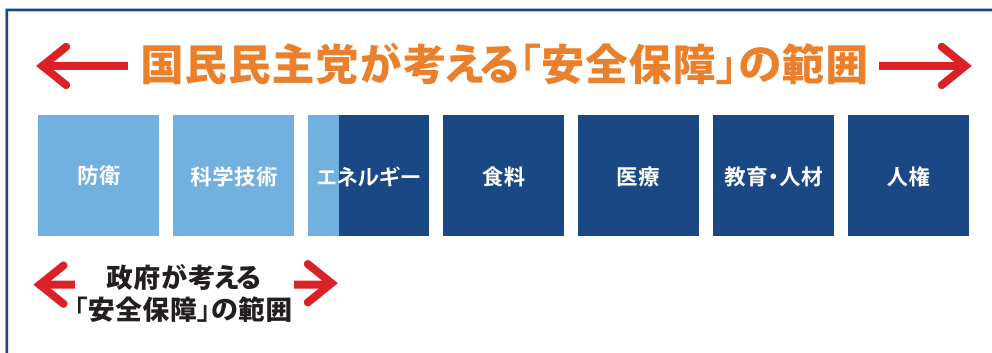 国民民主党が考える「安全保障」の範囲
防衛
科学技術
エネルギー
食料
医療
教育・人材
人権
政府が考える
「安全保障」の範囲